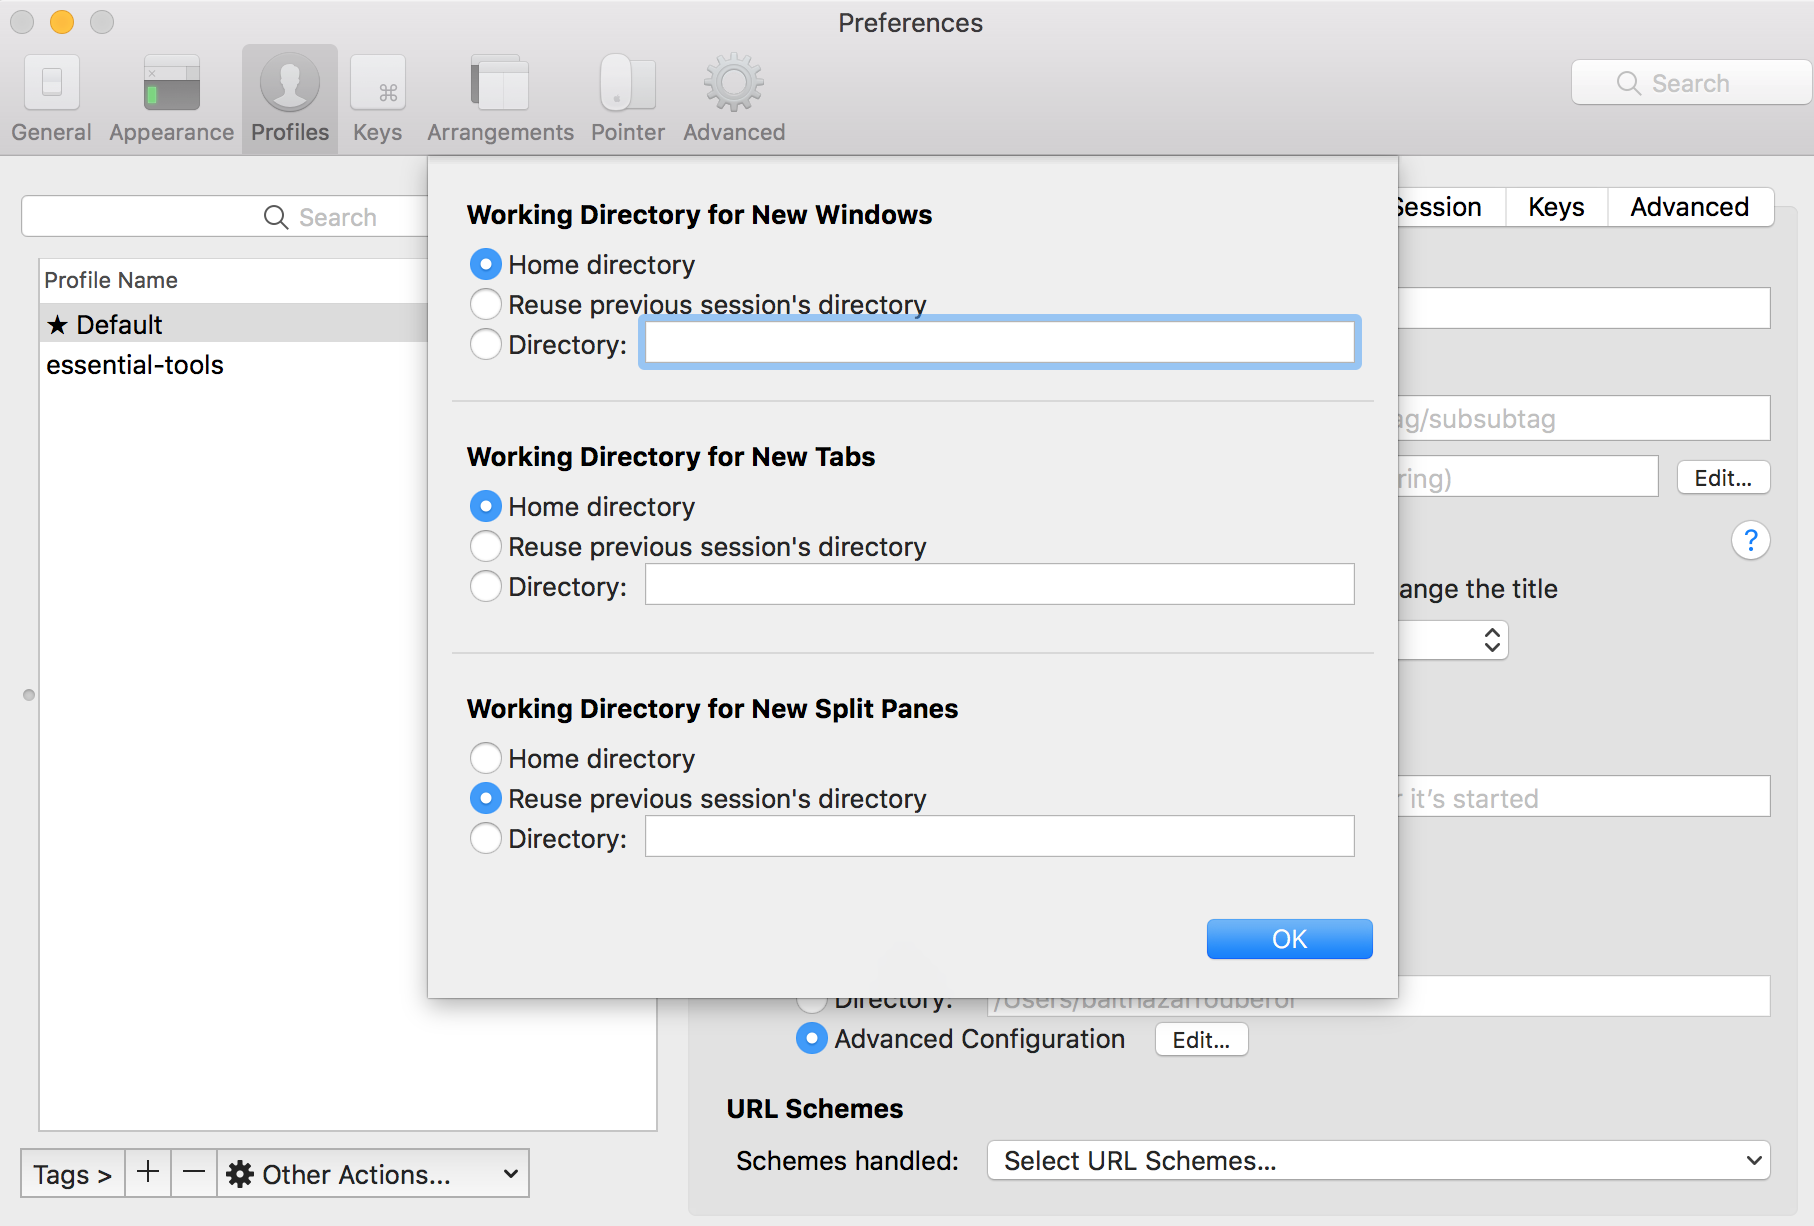 Preferences
General Appearance Profiles Keys Arrangements Pointer Advanced
Search
Search
Profile Name
★ Default
essential-tools
Working Directory for New Windows
Home directory
Reuse previous session's directory
Directory:
Working Directory for New Tabs
Home directory
Reuse previous session's directory
Directory:
Working Directory for New Split Panes
Home directory
Reuse previous session's directory
Directory:
OK
Session Keys Advanced
ag/subsubtag
ring)
Edit...
?
ange the title
it's started
Directory: /Users/balthazarrouberol
Advanced Configuration Edit...
URL Schemes
Schemes handled: Select URL Schemes...
Tags > + − Other Actions...